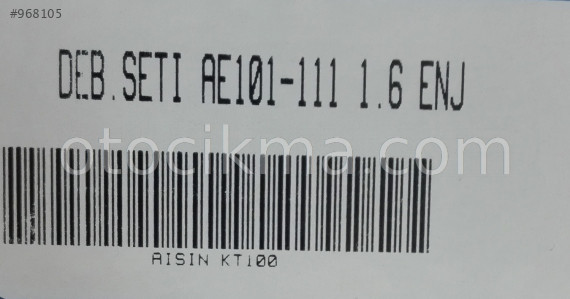 #968105
DEB.SETI AE101-111 1.6 ENJ
otocikma.com
AISIN KT100